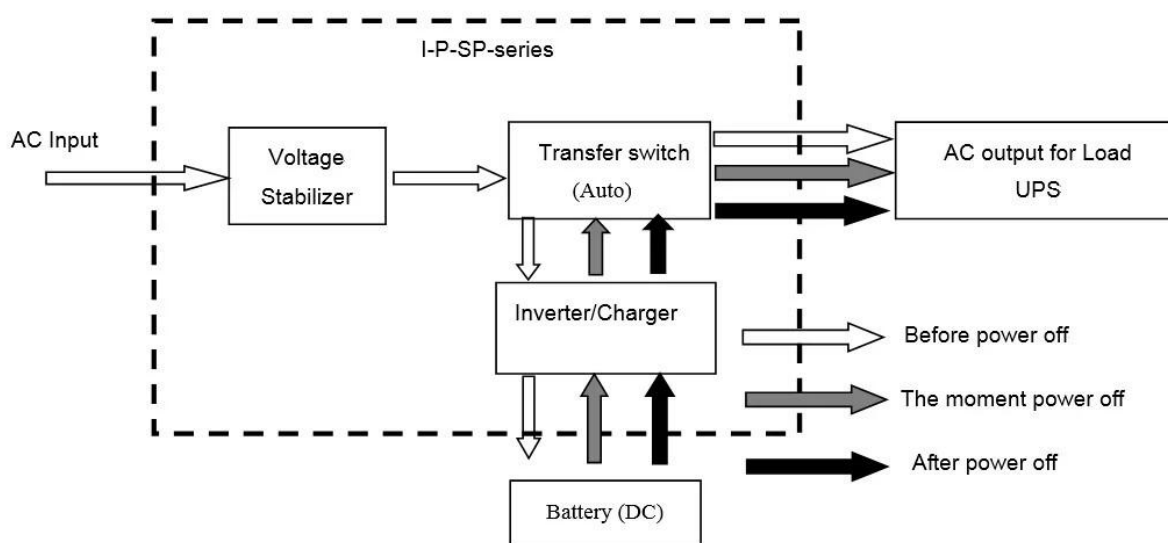 I-P-SP-series
AC Input
Voltage
Stabilizer
Transfer switch
(Auto)
AC output for Load
UPS
Inverter/Charger
Before power off
The moment power off
After power off
Battery (DC)